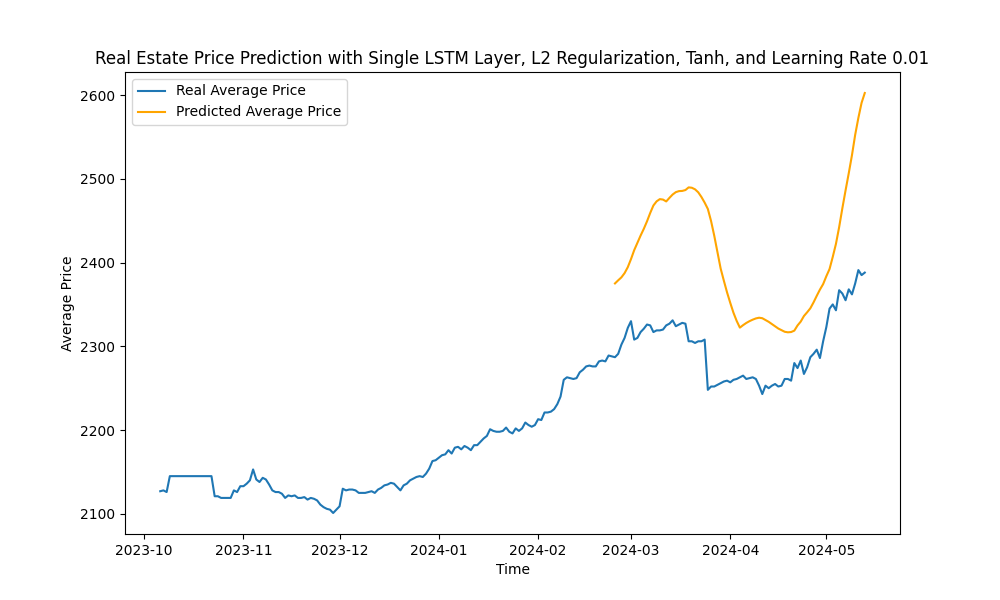 Real Estate Price Prediction with Single LSTM Layer, L2 Regularization, Tanh, and Learning Rate 0.01
Real Average Price
Predicted Average Price
2600
2500
2400
2300
2200
2100
Average Price
2023-10 2023-11 2023-12 2024-01 2024-02 2024-03 2024-04 2024-05
Time